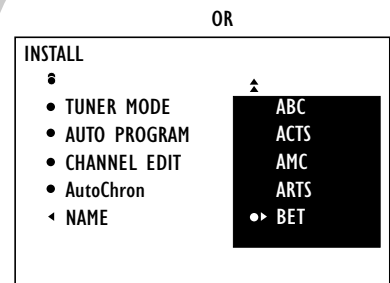 OR
INSTALL
TUNER MODE
AUTO PROGRAM
CHANNEL EDIT
AutoChron
NAME
ABC
ACTS
AMC
ARTS
BET